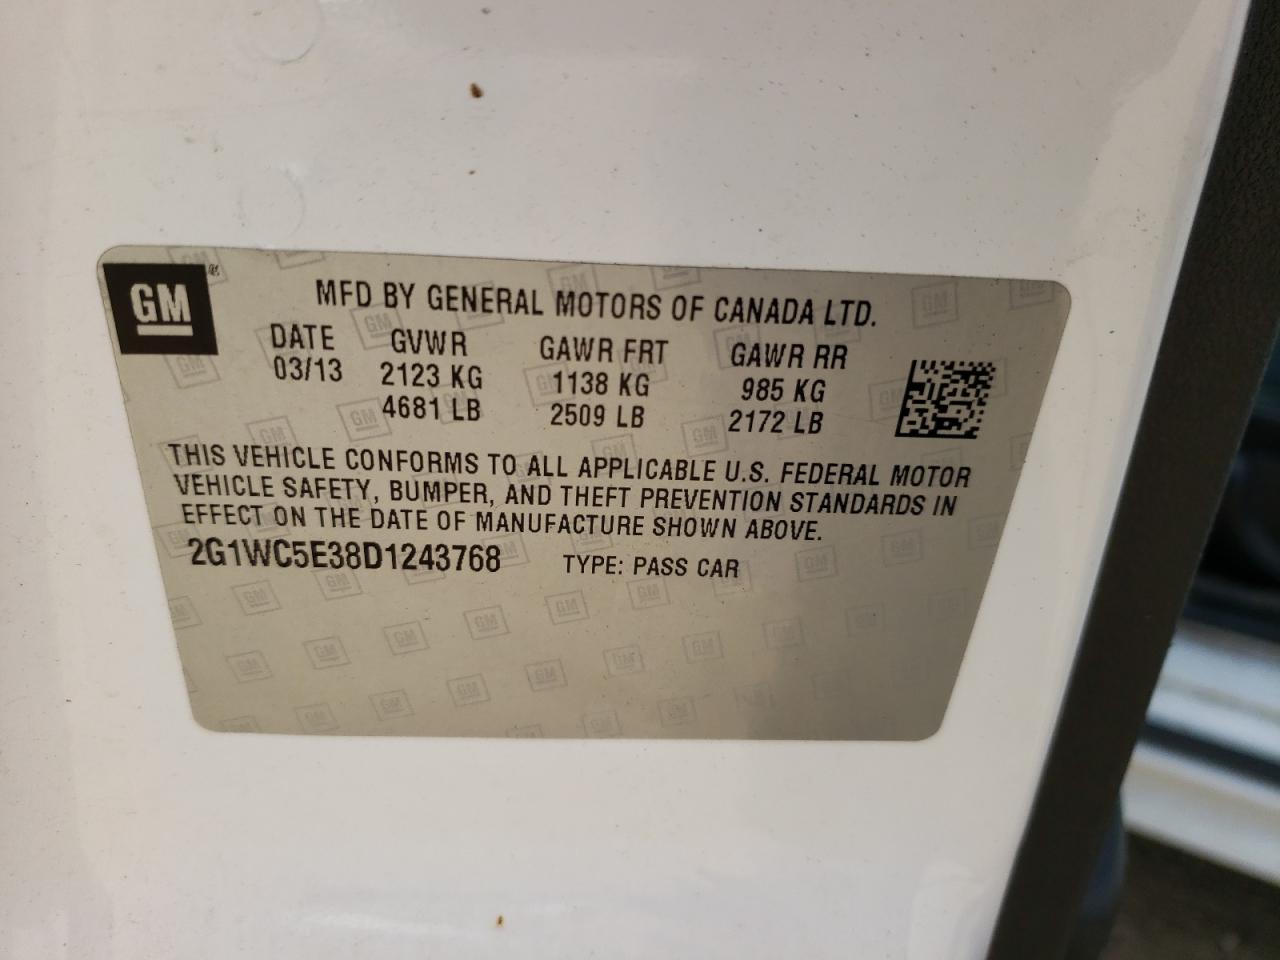 GM
MFD BY GENERAL MOTORS OF CANADA LTD.
DATE GVWR GAWR FRT GAWR RR
03/13 2123 KG 1138 KG 985 KG
4681 LB 2509 LB 2172 LB
THIS VEHICLE CONFORMS TO ALL APPLICABLE U.S. FEDERAL MOTOR
VEHICLE SAFETY, BUMPER, AND THEFT PREVENTION STANDARDS IN
EFFECT ON THE DATE OF MANUFACTURE SHOWN ABOVE.
2G1WC5E38D1243768 TYPE: PASS CAR